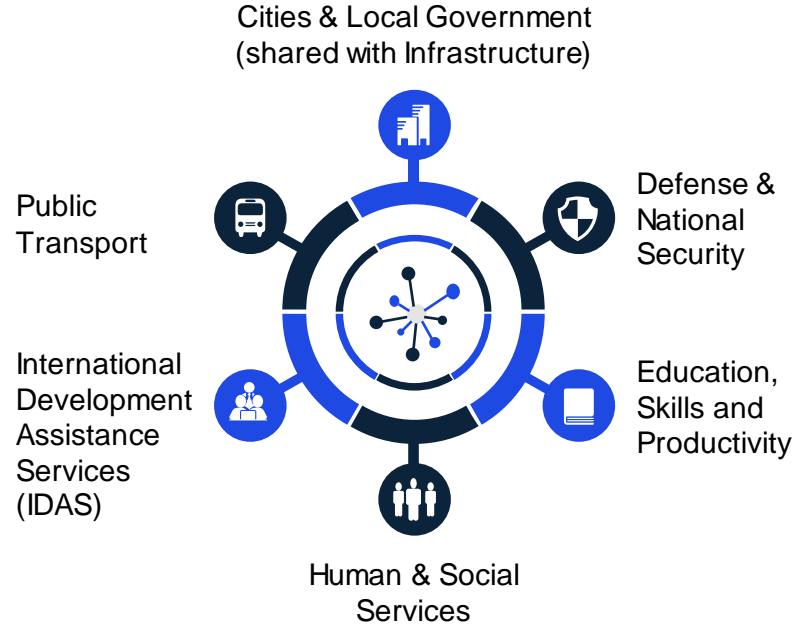 Cities & Local Government
(shared with Infrastructure)
Public
Transport
Defense &
National
Security
International
Development
Assistance
Services
(IDAS)
Education,
Skills and
Productivity
Human & Social
Services